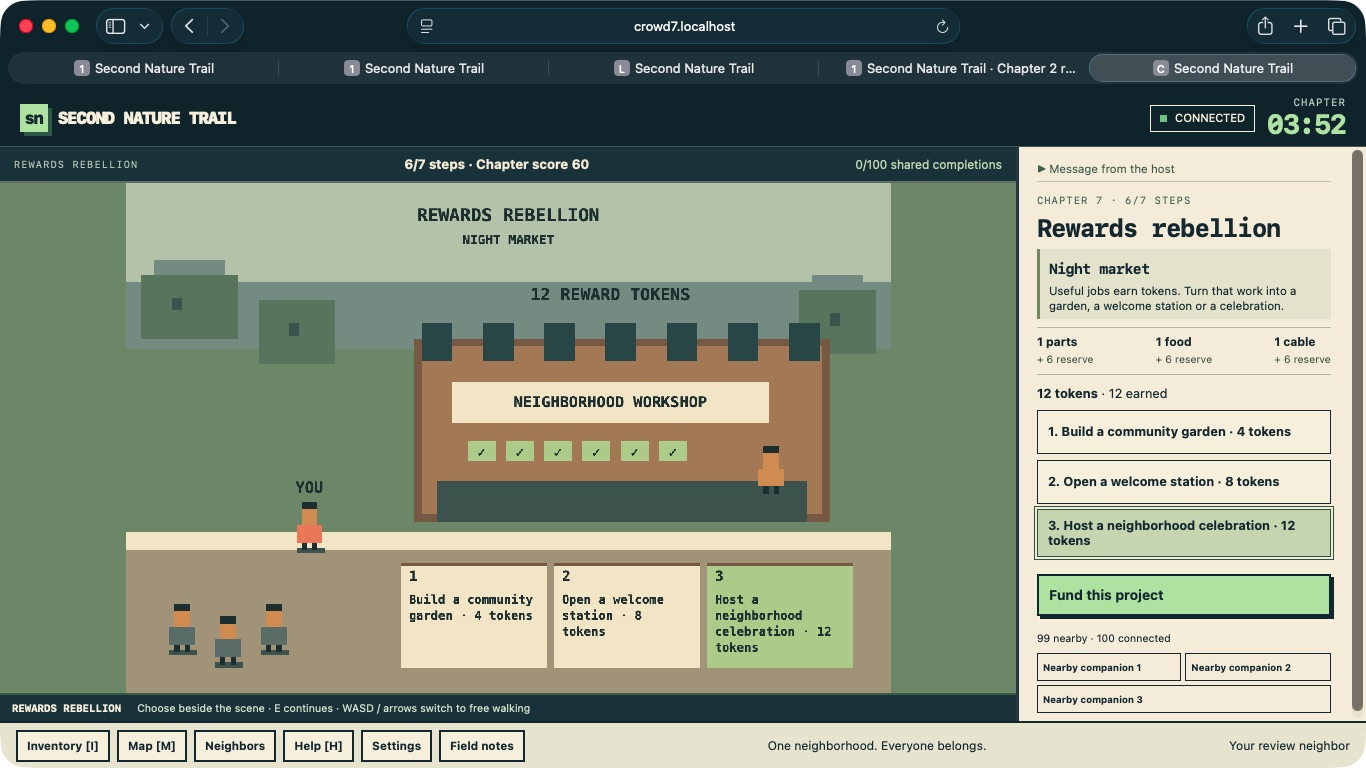 crowd7.localhost
1 Second Nature Trail
1 Second Nature Trail
L Second Nature Trail
1 Second Nature Trail · Chapter 2 r...
C Second Nature Trail
sn SECOND NATURE TRAIL
CONNECTED
CHAPTER
03:52
REWARDS REBELLION
6/7 steps · Chapter score 60
0/100 shared completions
REWARDS REBELLION
NIGHT MARKET
12 REWARD TOKENS
NEIGHBORHOOD WORKSHOP
✓ ✓ ✓ ✓ ✓ ✓
YOU
1
Build a community
garden · 4 tokens
2
Open a welcome
station · 8
tokens
3
Host a
neighborhood
celebration · 12
tokens
REWARDS REBELLION
Choose beside the scene · E continues · WASD / arrows switch to free walking
Message from the host
CHAPTER 7 · 6/7 STEPS
Rewards rebellion
Night market
Useful jobs earn tokens. Turn that work into a
garden, a welcome station or a celebration.
1 parts
+ 6 reserve
1 food
+ 6 reserve
1 cable
+ 6 reserve
12 tokens · 12 earned
1. Build a community garden · 4 tokens
2. Open a welcome station · 8 tokens
3. Host a neighborhood celebration · 12
tokens
Fund this project
99 nearby · 100 connected
Nearby companion 1
Nearby companion 2
Nearby companion 3
Inventory [I]
Map [M]
Neighbors
Help [H]
Settings
Field notes
One neighborhood. Everyone belongs.
Your review neighbor